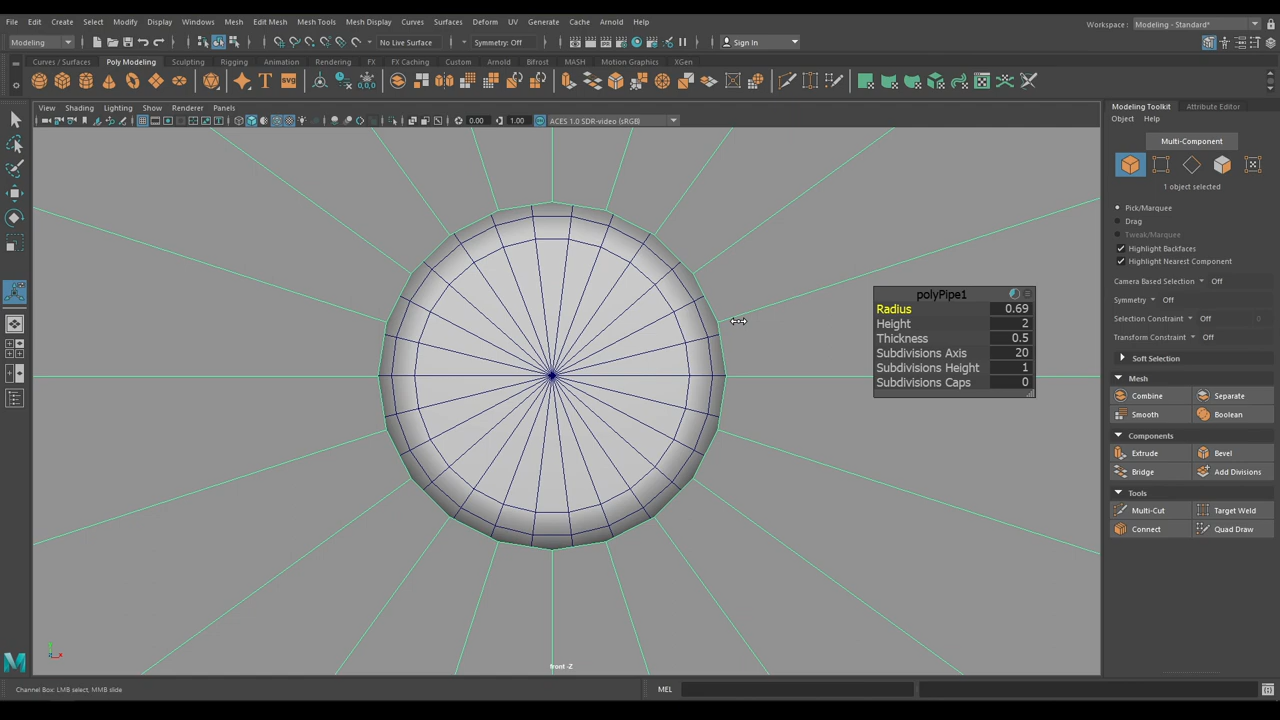 File Edit Create Select Modify Display Windows Mesh Edit Mesh Mesh Tools Mesh Display Curves Surfaces Deform UV Generate Cache Arnold Help
Workspace : Modeling - Standard*
Modeling No Live Surface Symmetry: Off Sign In
Curves / Surfaces Poly Modeling Sculpting Rigging Animation Rendering FX FX Caching Custom Arnold Bifrost MASH Motion Graphics XGen
SVG
0,0,0
View Shading Lighting Show Renderer Panels
0.00 1.00 ACES 1.0 SDR-video (sRGB)
Modeling Toolkit Attribute Editor
Object Help
Multi-Component
1 object selected
Pick/Marquee
Drag
Tweak/Marquee
Highlight Backfaces
Highlight Nearest Component
Camera Based Selection Off
Symmetry Off
Selection Constraint Off 0
Transform Constraint Off
Soft Selection
Mesh
Combine Separate
Smooth Boolean
Components
Extrude Bevel
Bridge Add Divisions
Tools
Multi-Cut Target Weld
Connect Quad Draw
polyPipe1
Radius 0.69
Height 2
Thickness 0.5
Subdivisions Axis 20
Subdivisions Height 1
Subdivisions Caps 0
front -Z
Channel Box: LMB select, MMB slide
MEL